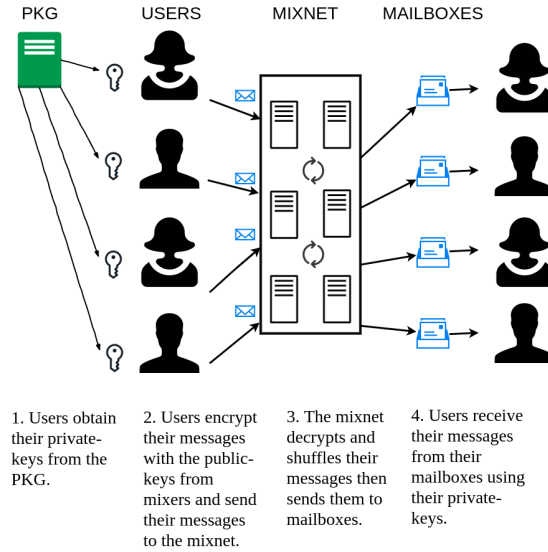 PKG
USERS
MIXNET
MAILBOXES
1. Users obtain
their private-
keys from the
PKG.
2. Users encrypt
their messages
with the public-
keys from
mixers and send
their messages
to the mixnet.
3. The mixnet
decrypts and
shuffles their
messages then
sends them to
mailboxes.
4. Users receive
their messages
from their
mailboxes using
their private-
keys.